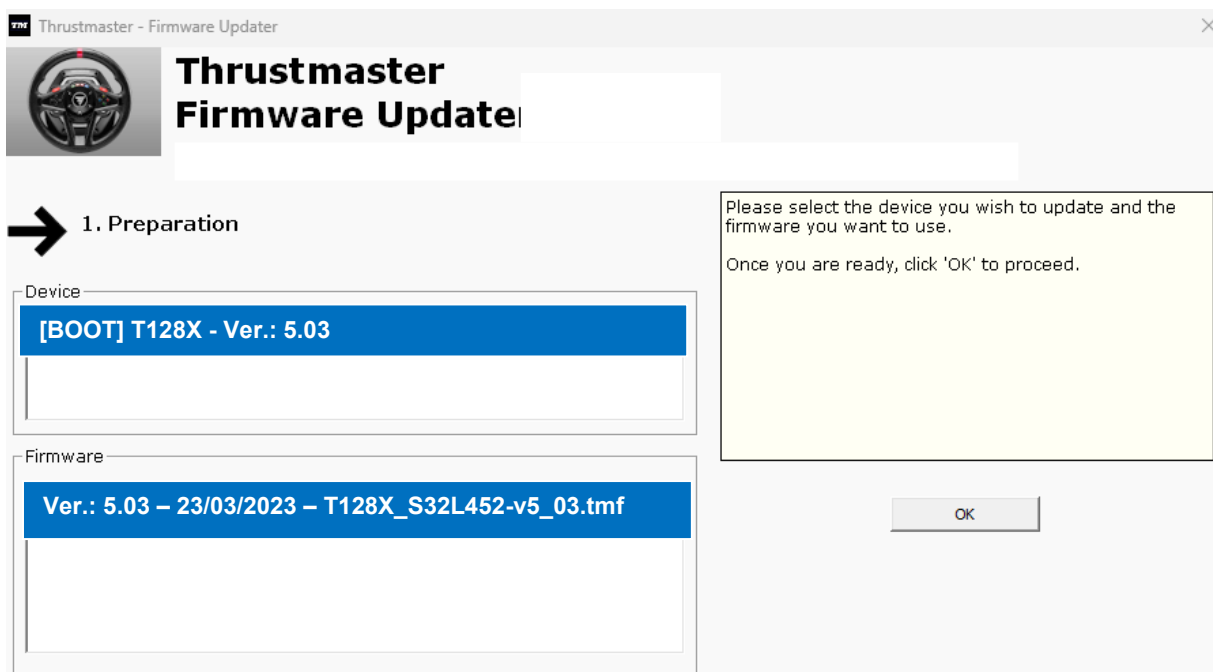 Thrustmaster - Firmware Updater
Thrustmaster
Firmware Updater
1. Preparation
Please select the device you wish to update and the
firmware you want to use.
Once you are ready, click 'OK' to proceed.
Device
[BOOT] T128X - Ver.: 5.03
Firmware
Ver.: 5.03 – 23/03/2023 – T128X_S32L452-v5_03.tmf
OK